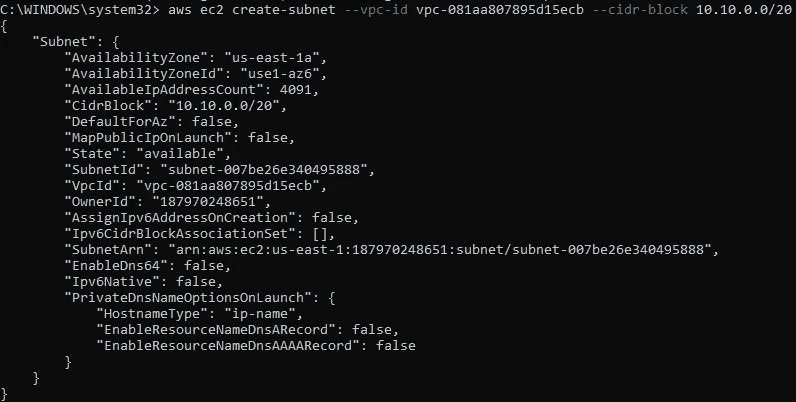 C:\WINDOWS\system32> aws ec2 create-subnet --vpc-id vpc-081aa807895d15ecb --cidr-block 10.10.0.0/20
{
    "Subnet": {
        "AvailabilityZone": "us-east-1a",
        "AvailabilityZoneId": "use1-az6",
        "AvailableIpAddressCount": 4091,
        "CidrBlock": "10.10.0.0/20",
        "DefaultForAz": false,
        "MapPublicIpOnLaunch": false,
        "State": "available",
        "SubnetId": "subnet-007be26e340495888",
        "VpcId": "vpc-081aa807895d15ecb",
        "OwnerId": "187970248651",
        "AssignIpv6AddressOnCreation": false,
        "Ipv6CidrBlockAssociationSet": [],
        "SubnetArn": "arn:aws:ec2:us-east-1:187970248651:subnet/subnet-007be26e340495888",
        "EnableDns64": false,
        "Ipv6Native": false,
        "PrivateDnsNameOptionsOnLaunch": {
            "HostnameType": "ip-name",
            "EnableResourceNameDnsARecord": false,
            "EnableResourceNameDnsAAAARecord": false
        }
    }
}